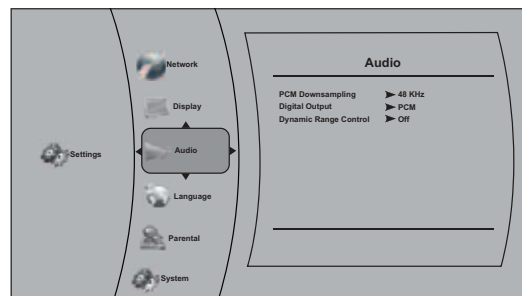 Settings
Network
Display
Audio
Language
Parental
System
Audio
PCM Downsampling 48 KHz
Digital Output PCM
Dynamic Range Control Off